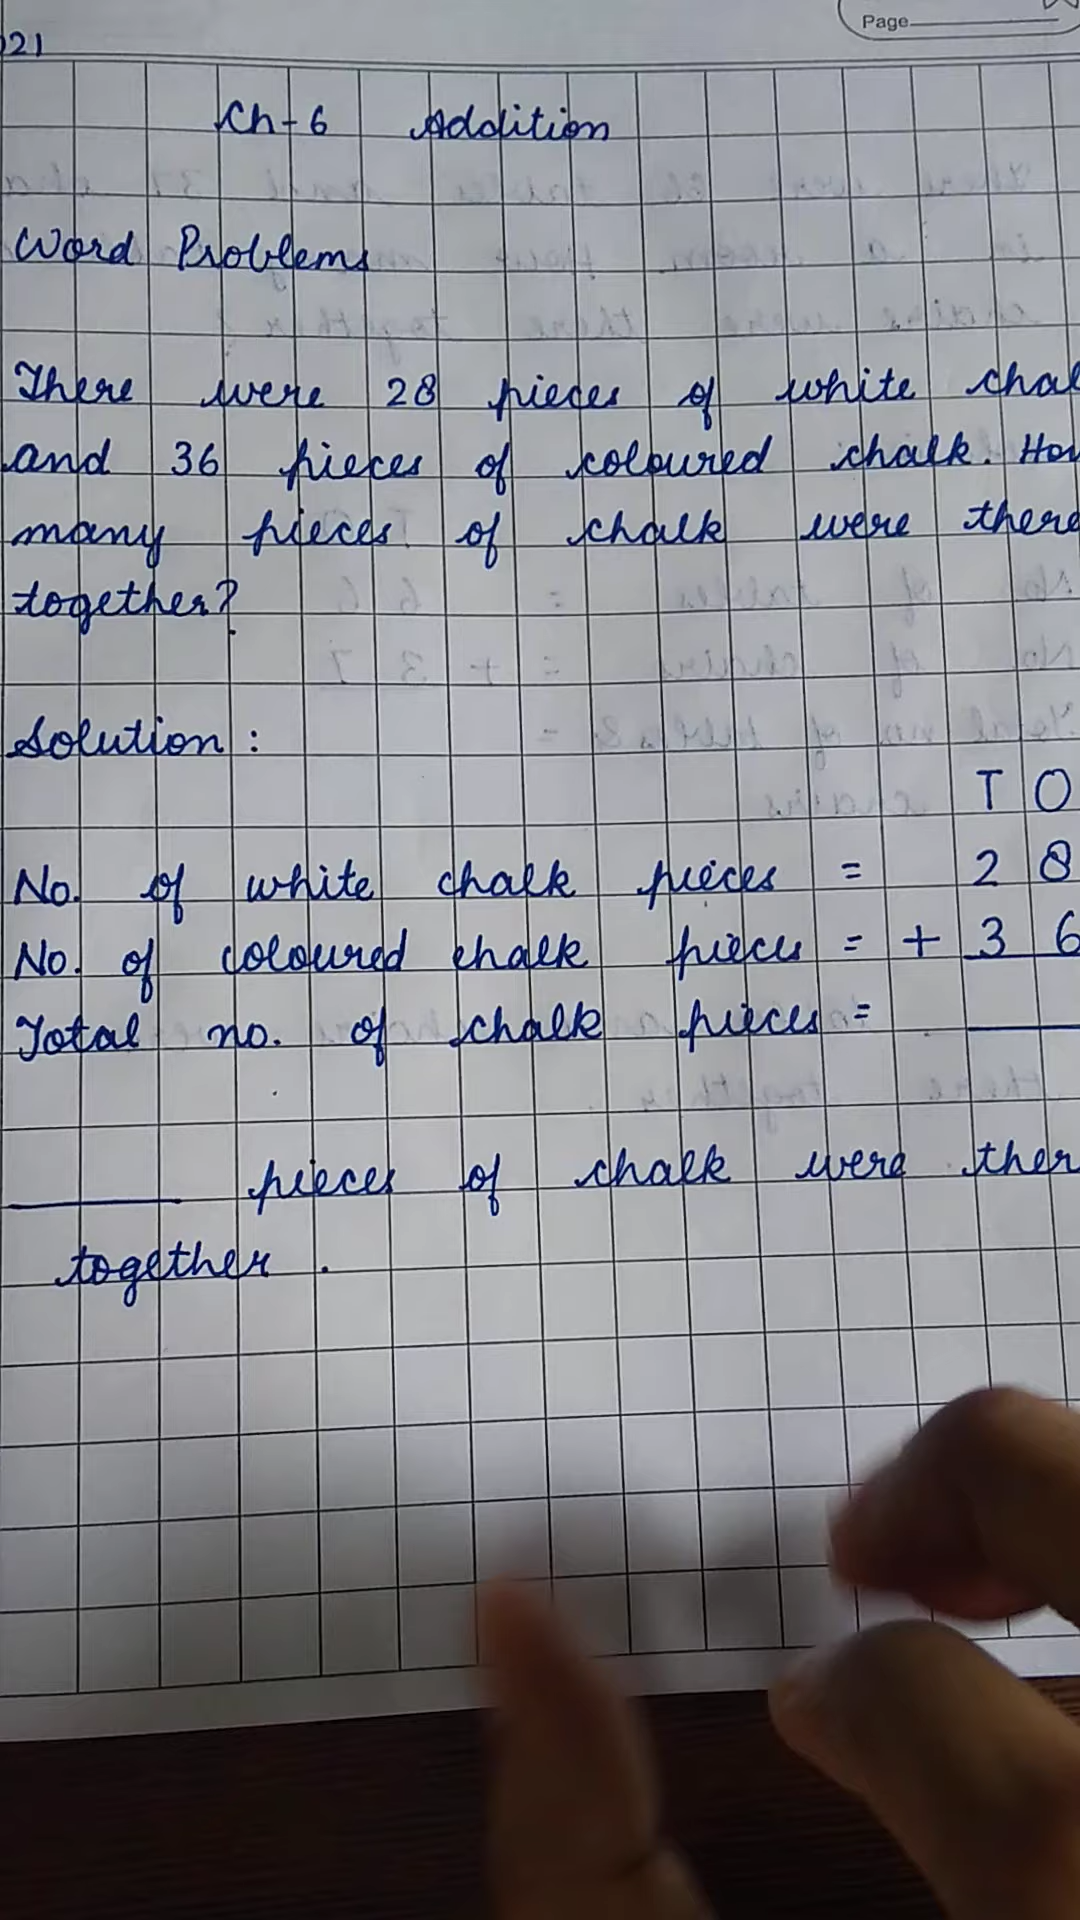 Page
21
Ch-6 Addition
Word Problems
There were 28 pieces of white chal
and 36 pieces of coloured chalk. How
many pieces of chalk were there
together?
Solution :
T O
No. of white chalk pieces = 2 8
No. of coloured chalk pieces = + 3 6
Total no. of chalk pieces =
pieces of chalk were ther
together .